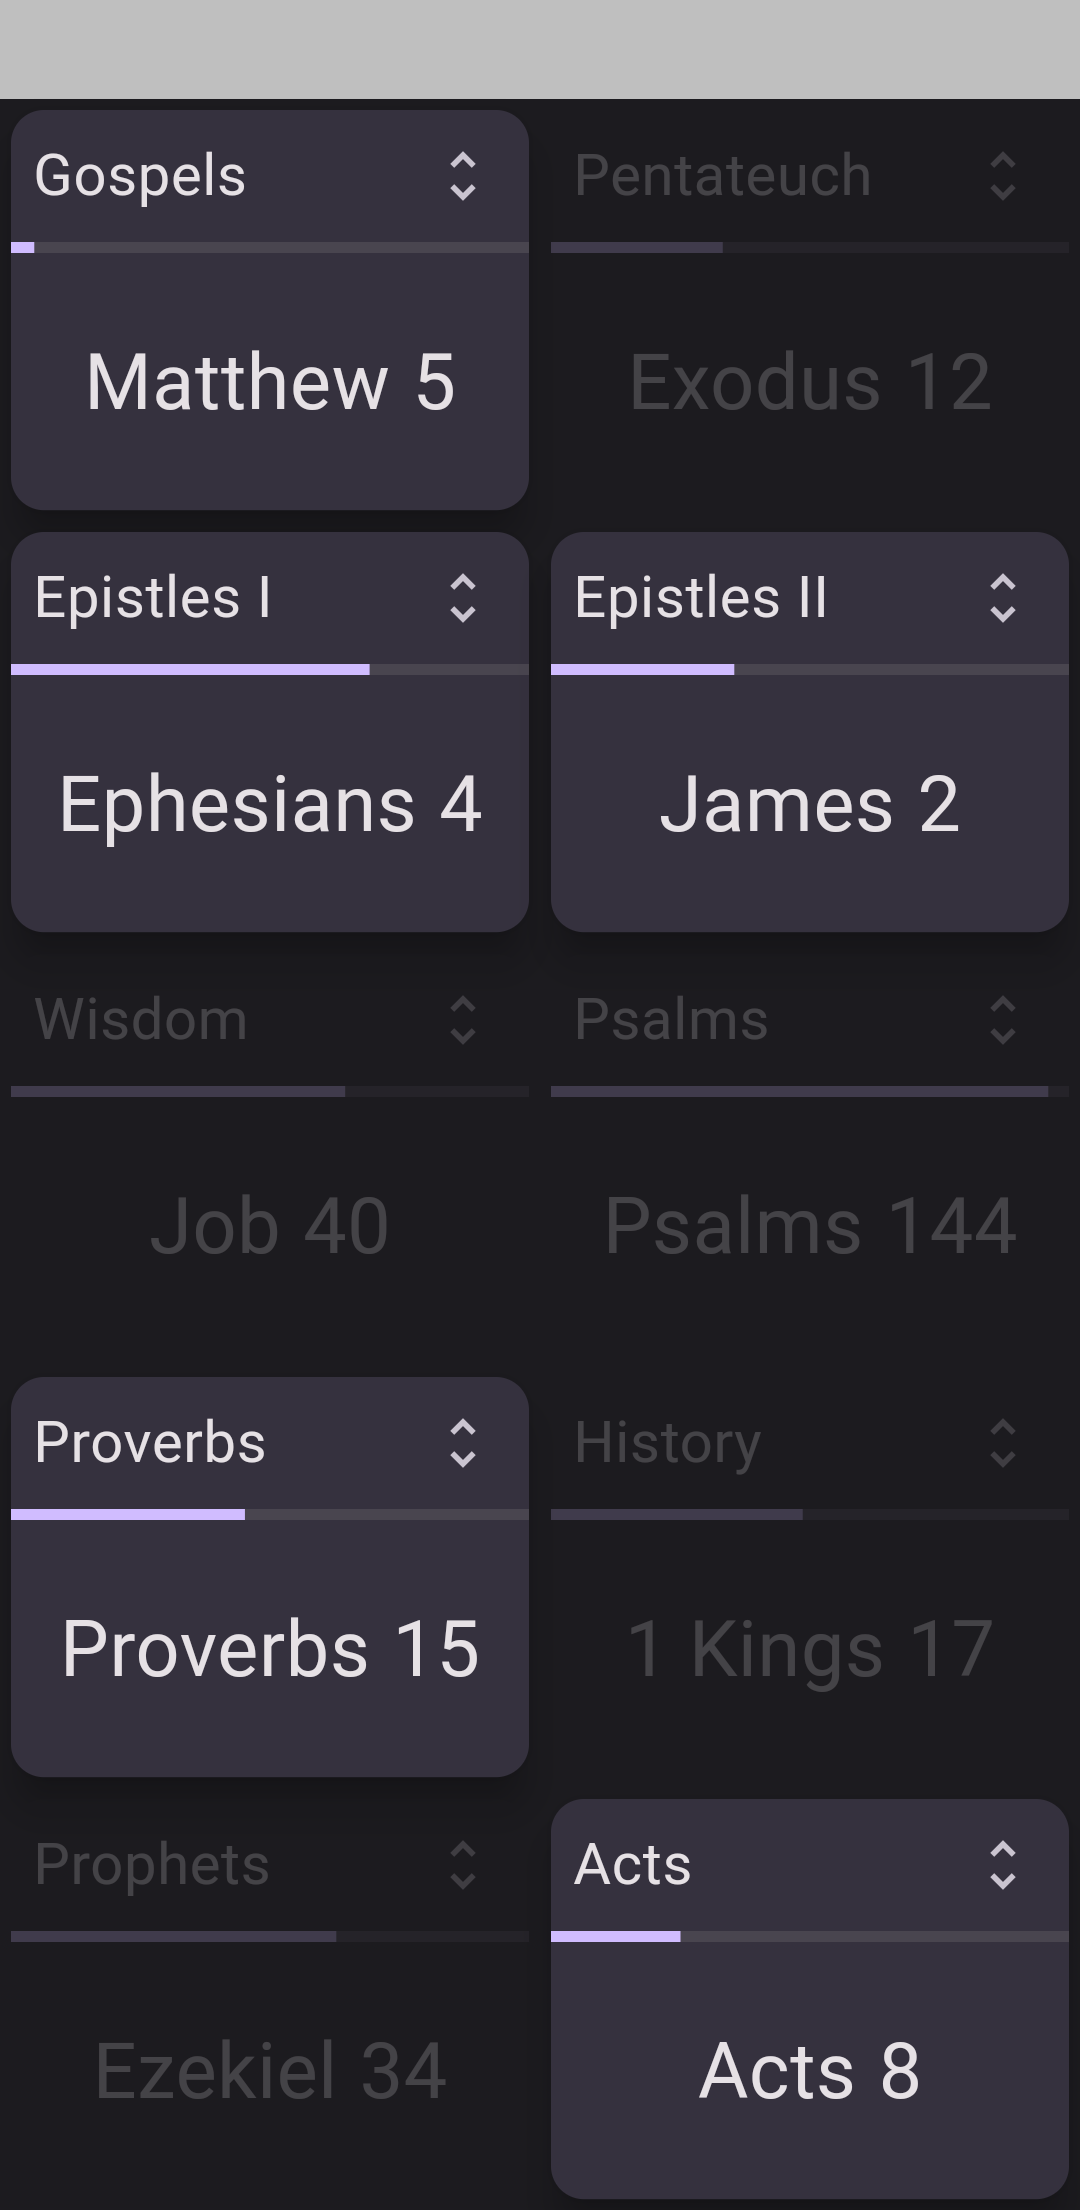 Gospels
Pentateuch
Matthew 5
Exodus 12
Epistles I
Epistles II
Ephesians 4
James 2
Wisdom
Psalms
Job 40
Psalms 144
Proverbs
History
Proverbs 15
1 Kings 17
Prophets
Acts
Ezekiel 34
Acts 8